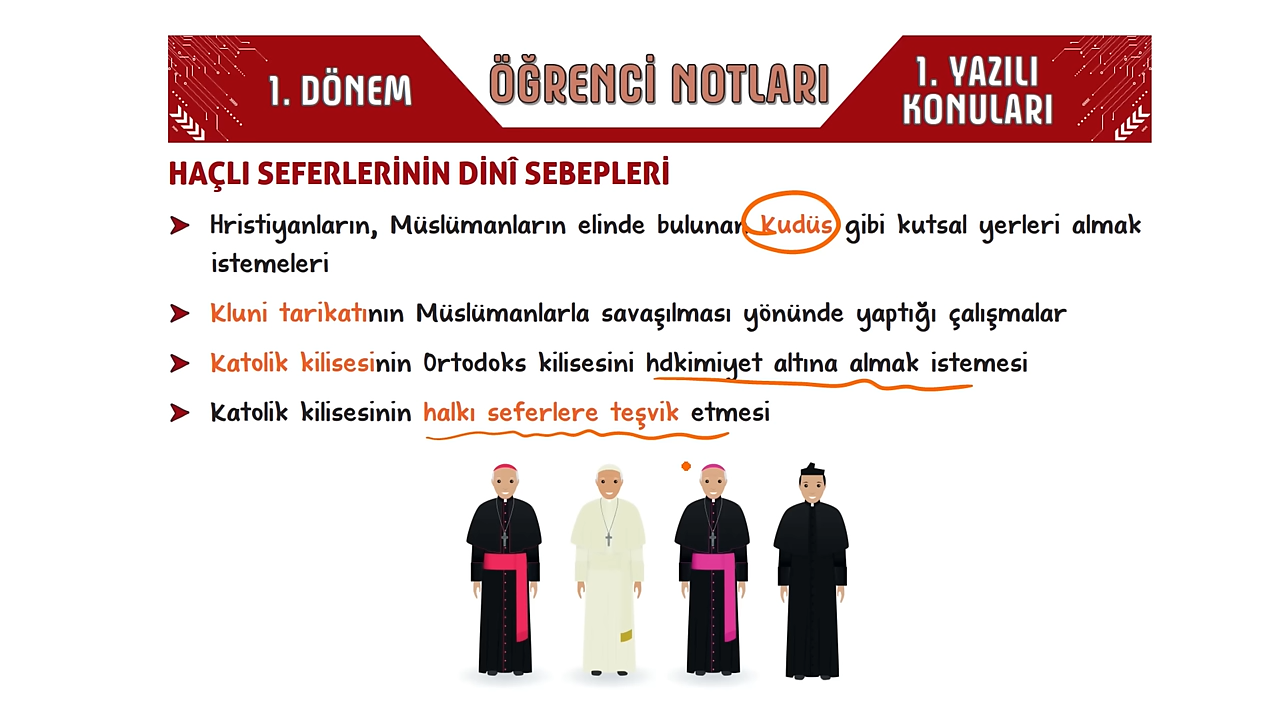 1. DÖNEM
ÖĞRENCİ NOTLARI
1. YAZILI
KONULARI
HAÇLI SEFERLERİNİN DİNÎ SEBEPLERİ
➤ Hristiyanların, Müslümanların elinde bulunan Kudüs gibi kutsal yerleri almak
istemeleri
➤ Kluni tarikatının Müslümanlarla savaşılması yönünde yaptığı çalışmalar
➤ Katolik kilisesinin Ortodoks kilisesini hdkimiyet altına almak istemesi
➤ Katolik kilisesinin halkı seferlere teşvik etmesi